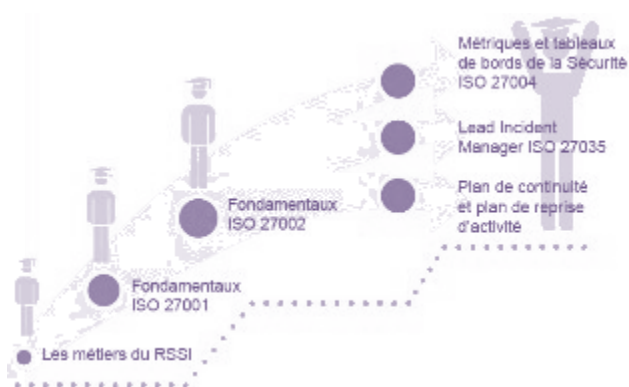 Métriques et tableaux
de bords de la Sécurité
ISO 27004
Lead Incident
Manager ISO 27035
Plan de continuité
et plan de reprise
d'activité
Fondamentaux
ISO 27002
Fondamentaux
ISO 27001
Les métiers du RSSI